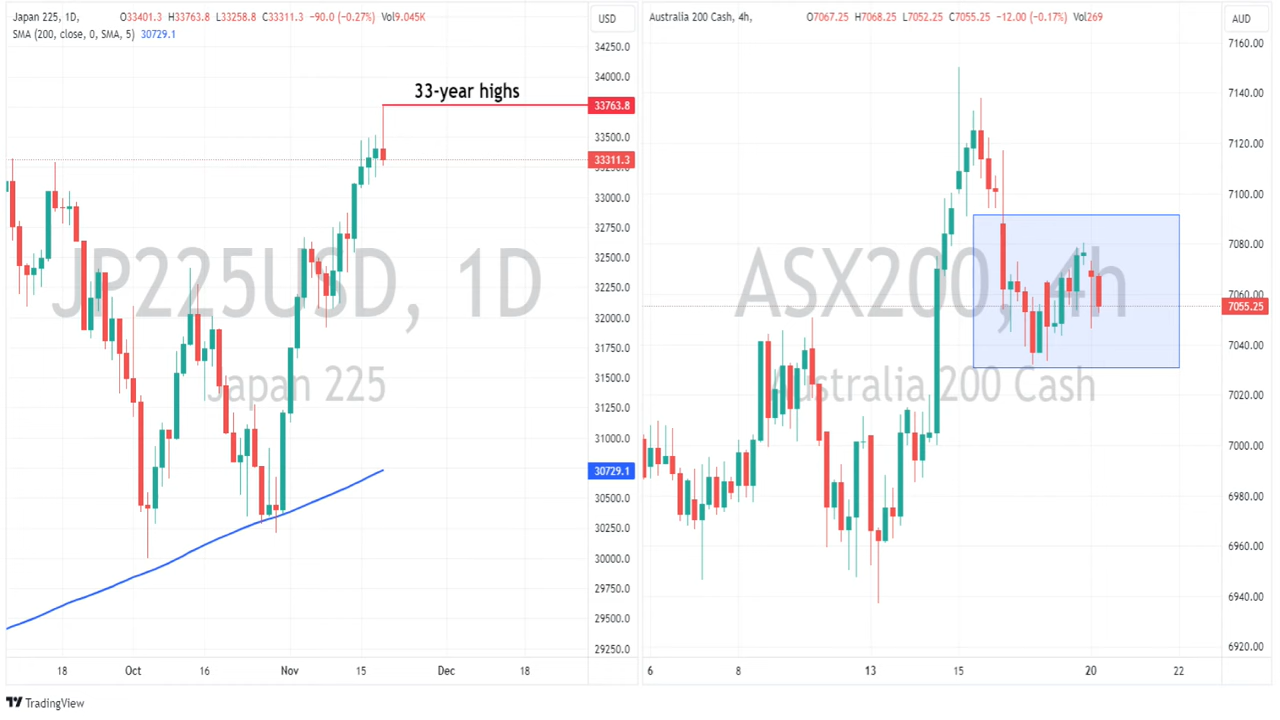 Japan 225, 1D, O33401.3 H33763.8 L33258.8 C33311.3 −90.0 (−0.27%) Vol9.045K
SMA (200, close, 0, SMA, 5) 30729.1
USD
34250.0
34000.0
33-year highs
33763.8
33500.0
33311.3
33250.0
33000.0
32750.0
32500.0
32250.0
32000.0
31750.0
31500.0
31250.0
31000.0
30729.1
30500.0
30250.0
30000.0
29750.0
29500.0
29250.0
JP225USD, 1D
Japan 225
18 Oct 16 Nov 15 Dec 18
Australia 200 Cash, 4h, O7067.25 H7068.25 L7052.25 C7055.25 −12.00 (−0.17%) Vol269
AUD
7160.00
7140.00
7120.00
7100.00
7080.00
7060.00
7055.25
7040.00
7020.00
7000.00
6980.00
6960.00
6940.00
6920.00
ASX200, 4h
Australia 200 Cash
6 8 13 15 20 22
TradingView